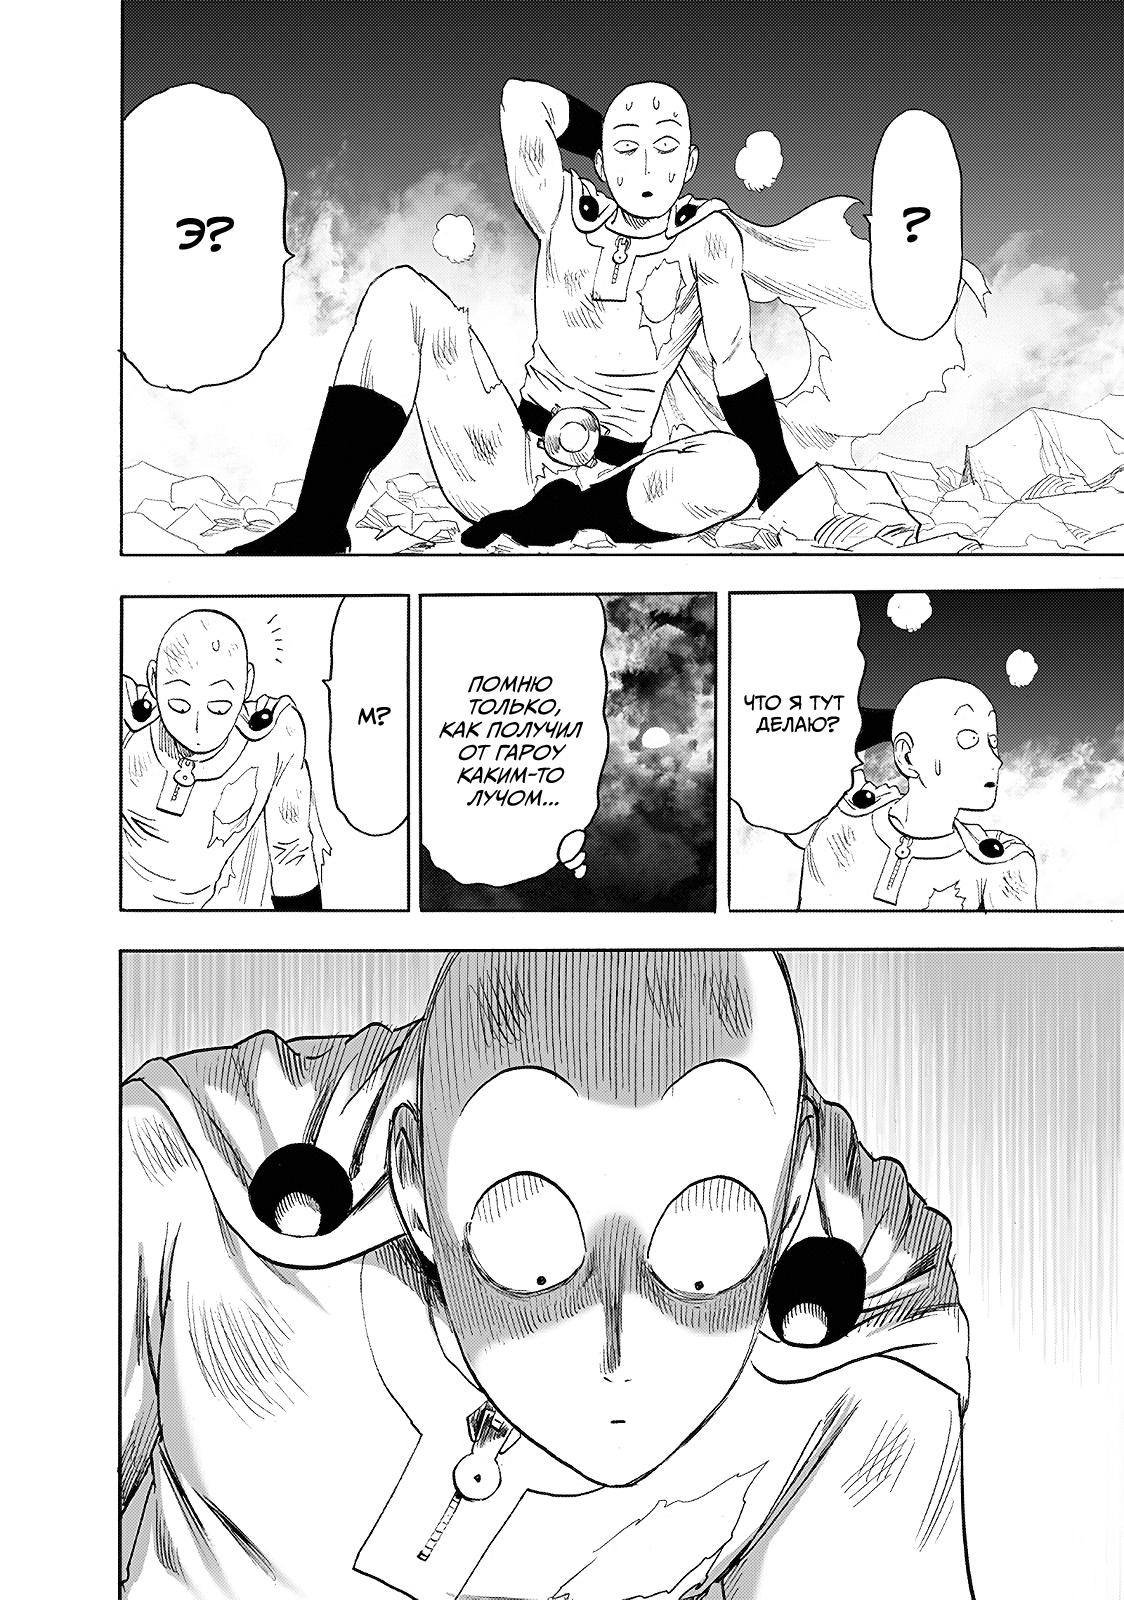 ?
Э?
ЧТО Я ТУТ
ДЕЛАЮ?
ПОМНЮ
ТОЛЬКО,
КАК ПОЛУЧИЛ
ОТ ГАРОУ
КАКИМ-ТО
ЛУЧОМ...
М?